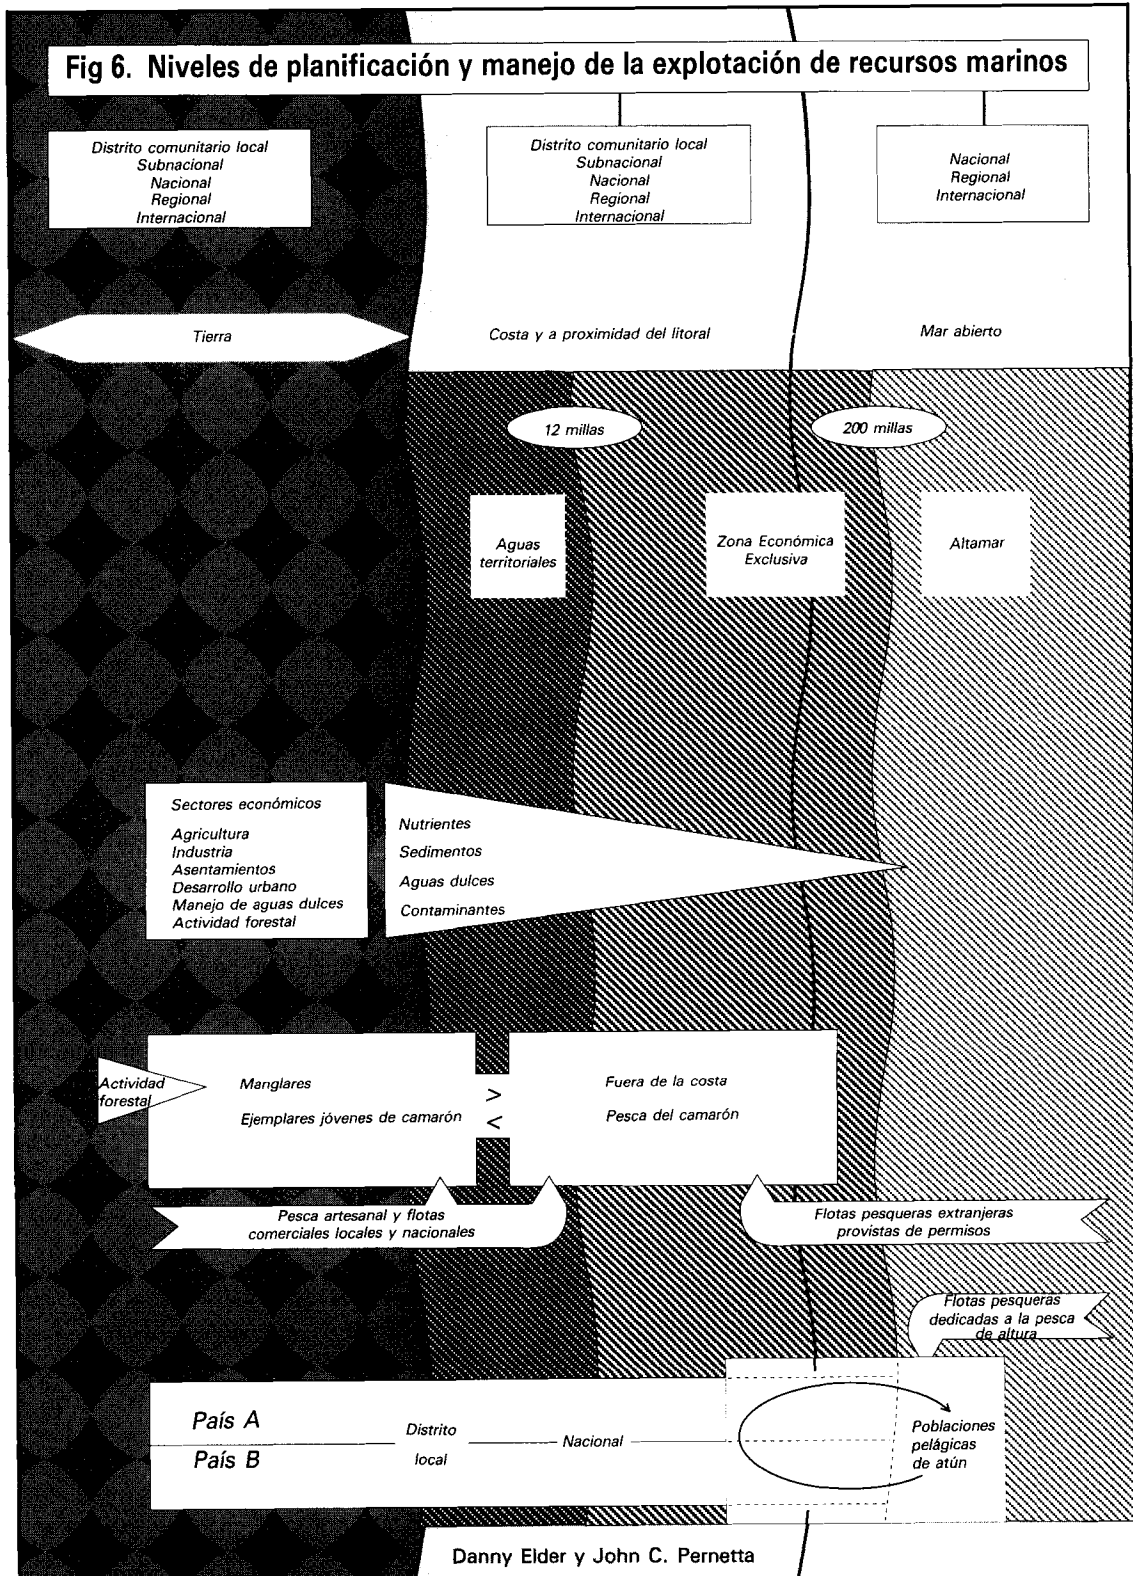 Fig 6. Niveles de planificación y manejo de la explotación de recursos marinos
Distrito comunitario local
Subnacional
Nacional
Regional
Internacional
Distrito comunitario local
Subnacional
Nacional
Regional
Internacional
Nacional
Regional
Internacional
Tierra
Costa y a proximidad del litoral
Mar abierto
12 millas
200 millas
Aguas
territoriales
Zona Económica
Exclusiva
Altamar
Sectores económicos
Agricultura
Industria
Asentamientos
Desarrollo urbano
Manejo de aguas dulces
Actividad forestal
Nutrientes
Sedimentos
Aguas dulces
Contaminantes
Actividad
forestal
Manglares
Ejemplares jóvenes de camarón
>
<
Fuera de la costa
Pesca del camarón
Pesca artesanal y flotas
comerciales locales y nacionales
Flotas pesqueras extranjeras
provistas de permisos
Flotas pesqueras
dedicadas a la pesca
de altura
País A
País B
Distrito
local
Nacional
Poblaciones
pelágicas
de atún
Danny Elder y John C. Pernetta